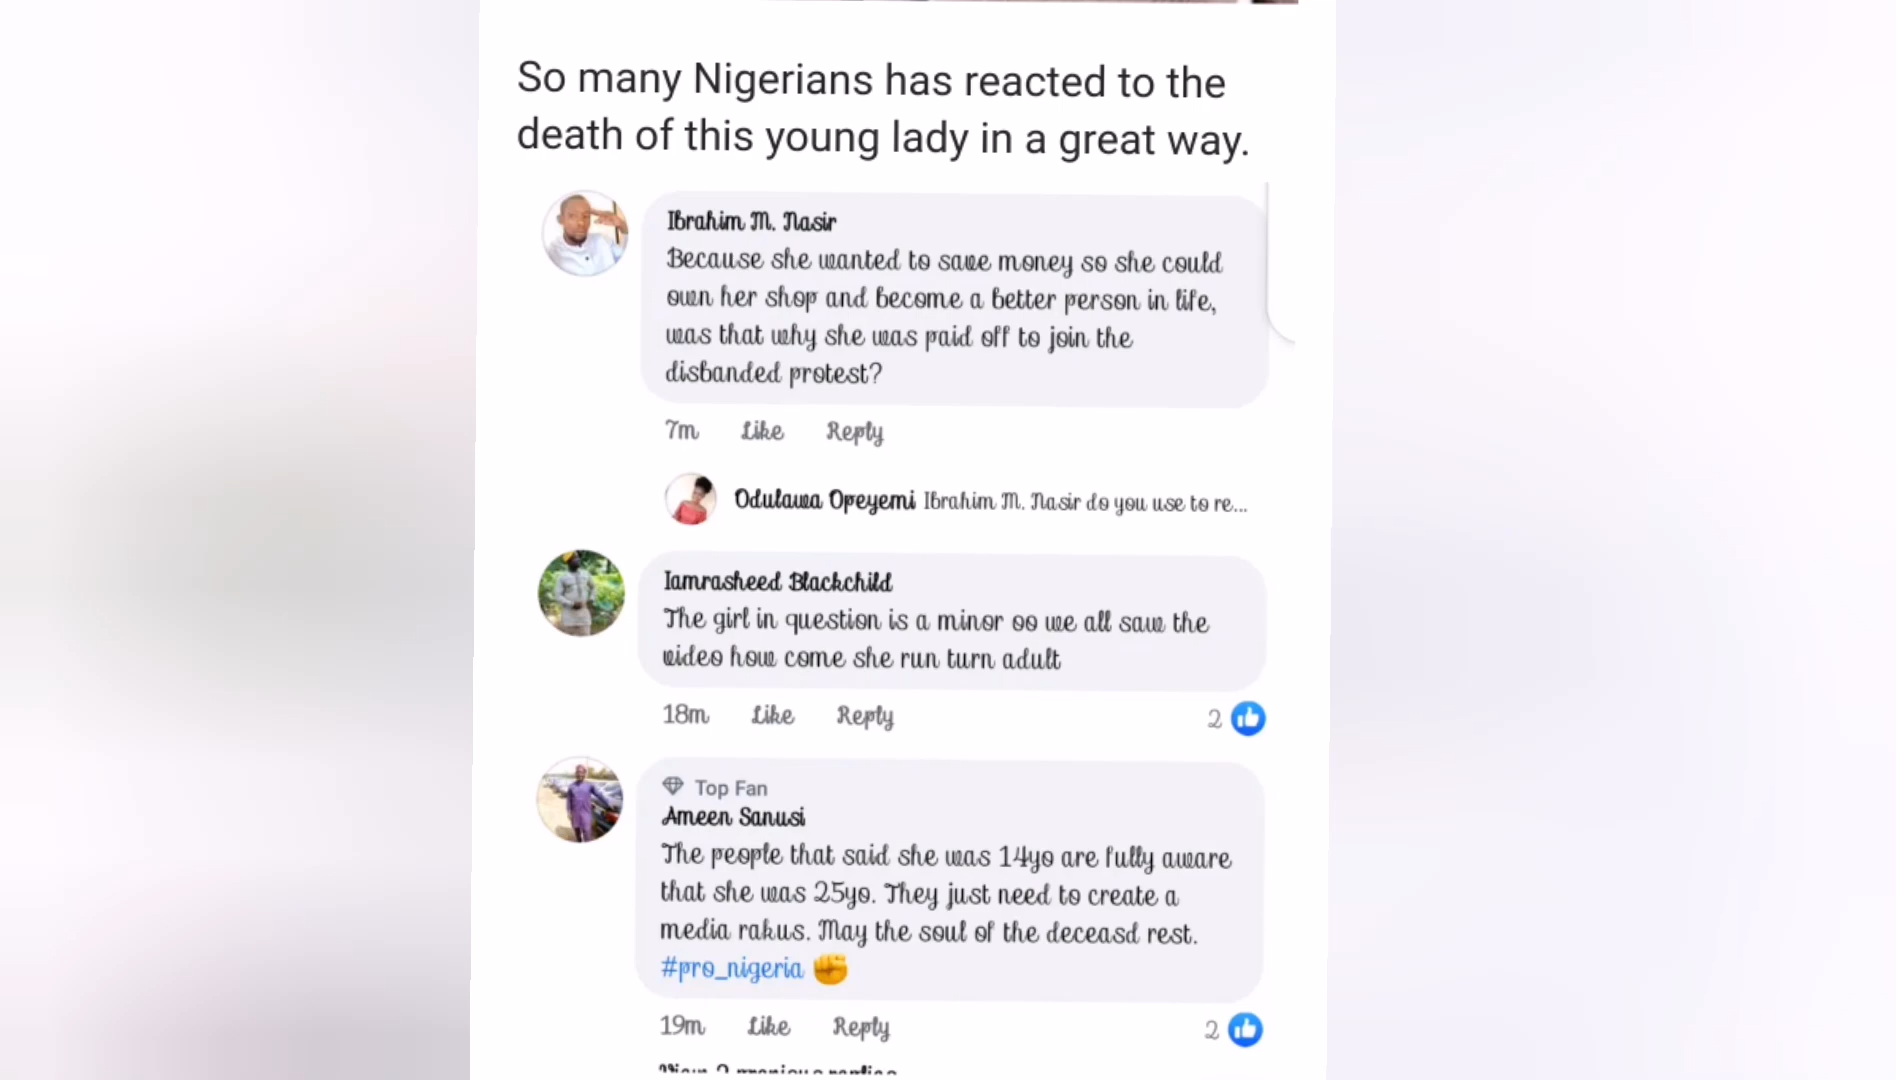 So many Nigerians has reacted to the
death of this young lady in a great way.
Ibrahim M. Nasir
Because she wanted to save money so she could
own her shop and become a better person in life,
was that why she was paid off to join the
disbanded protest?
7m Like Reply
Odulawa Opeyemi Ibrahim M. Nasir do you use to re...
Iamrasheed Blackchild
The girl in question is a minor oo we all saw the
video how come she run turn adult
18m Like Reply 2
Top Fan
Ameen Sanusi
The people that said she was 14yo are fully aware
that she was 25yo. They just need to create a
media rakus. May the soul of the deceasd rest.
#pro_nigeria ✊
19m Like Reply 2
View 2 previous replies